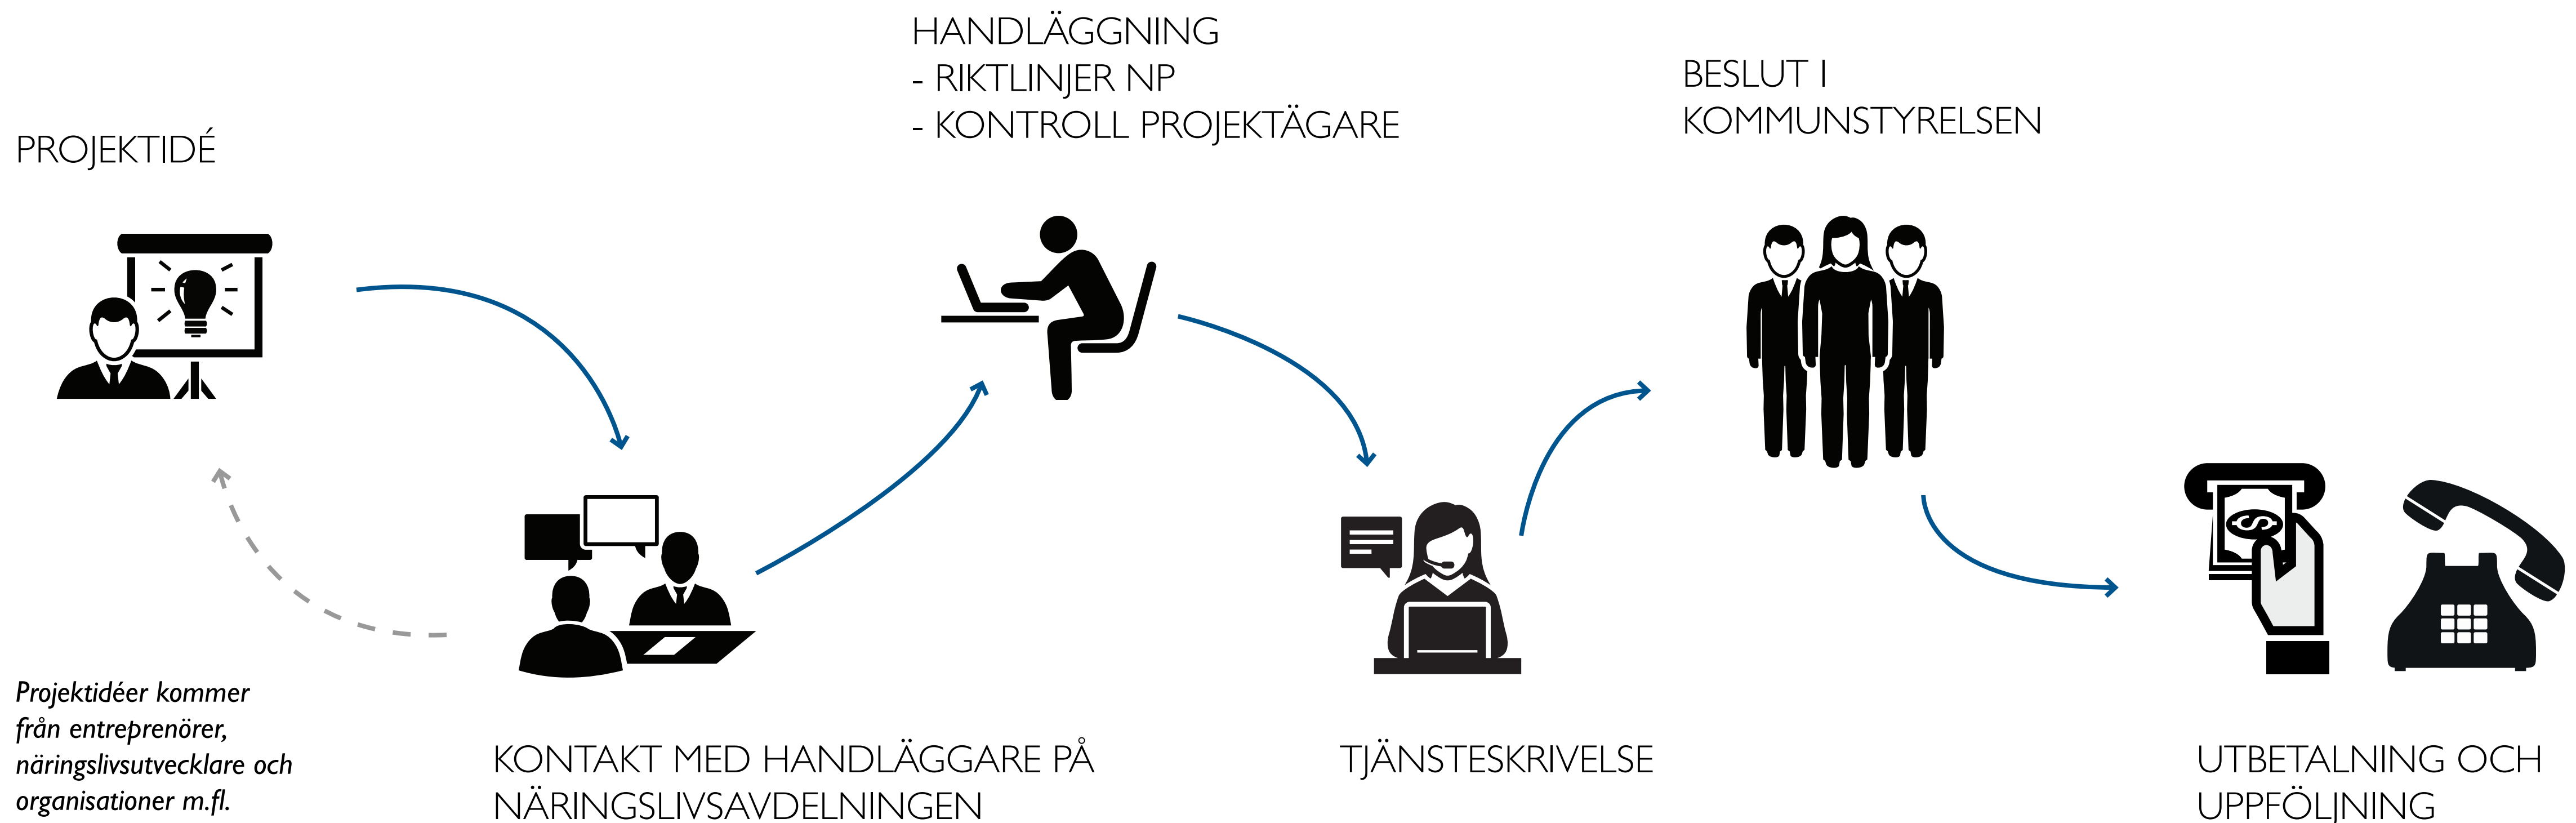 PROJEKTIDÉ
Projektidéer kommer
från entreprenörer,
näringslivsutvecklare och
organisationer m.fl.
KONTAKT MED HANDLÄGGARE PÅ
NÄRINGSLIVSAVDELNINGEN
HANDLÄGGNING
- RIKTLINJER NP
- KONTROLL PROJEKTÄGARE
TJÄNSTESKRIVELSE
BESLUT I
KOMMUNSTYRELSEN
UTBETALNING OCH
UPPFÖLJNING